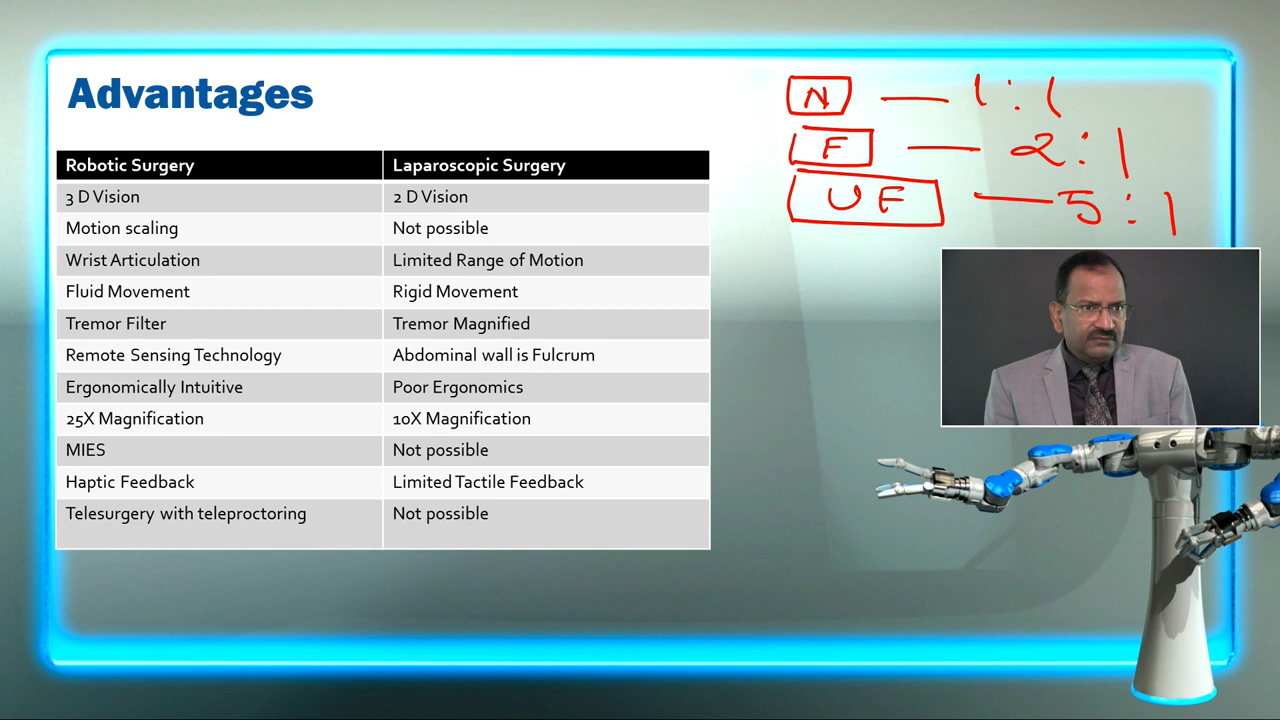 Advantages
N — 1:1
F — 2:1
UF — 5:1
Robotic Surgery Laparoscopic Surgery
3 D Vision 2 D Vision
Motion scaling Not possible
Wrist Articulation Limited Range of Motion
Fluid Movement Rigid Movement
Tremor Filter Tremor Magnified
Remote Sensing Technology Abdominal wall is Fulcrum
Ergonomically Intuitive Poor Ergonomics
25X Magnification 10X Magnification
MIES Not possible
Haptic Feedback Limited Tactile Feedback
Telesurgery with teleproctoring Not possible